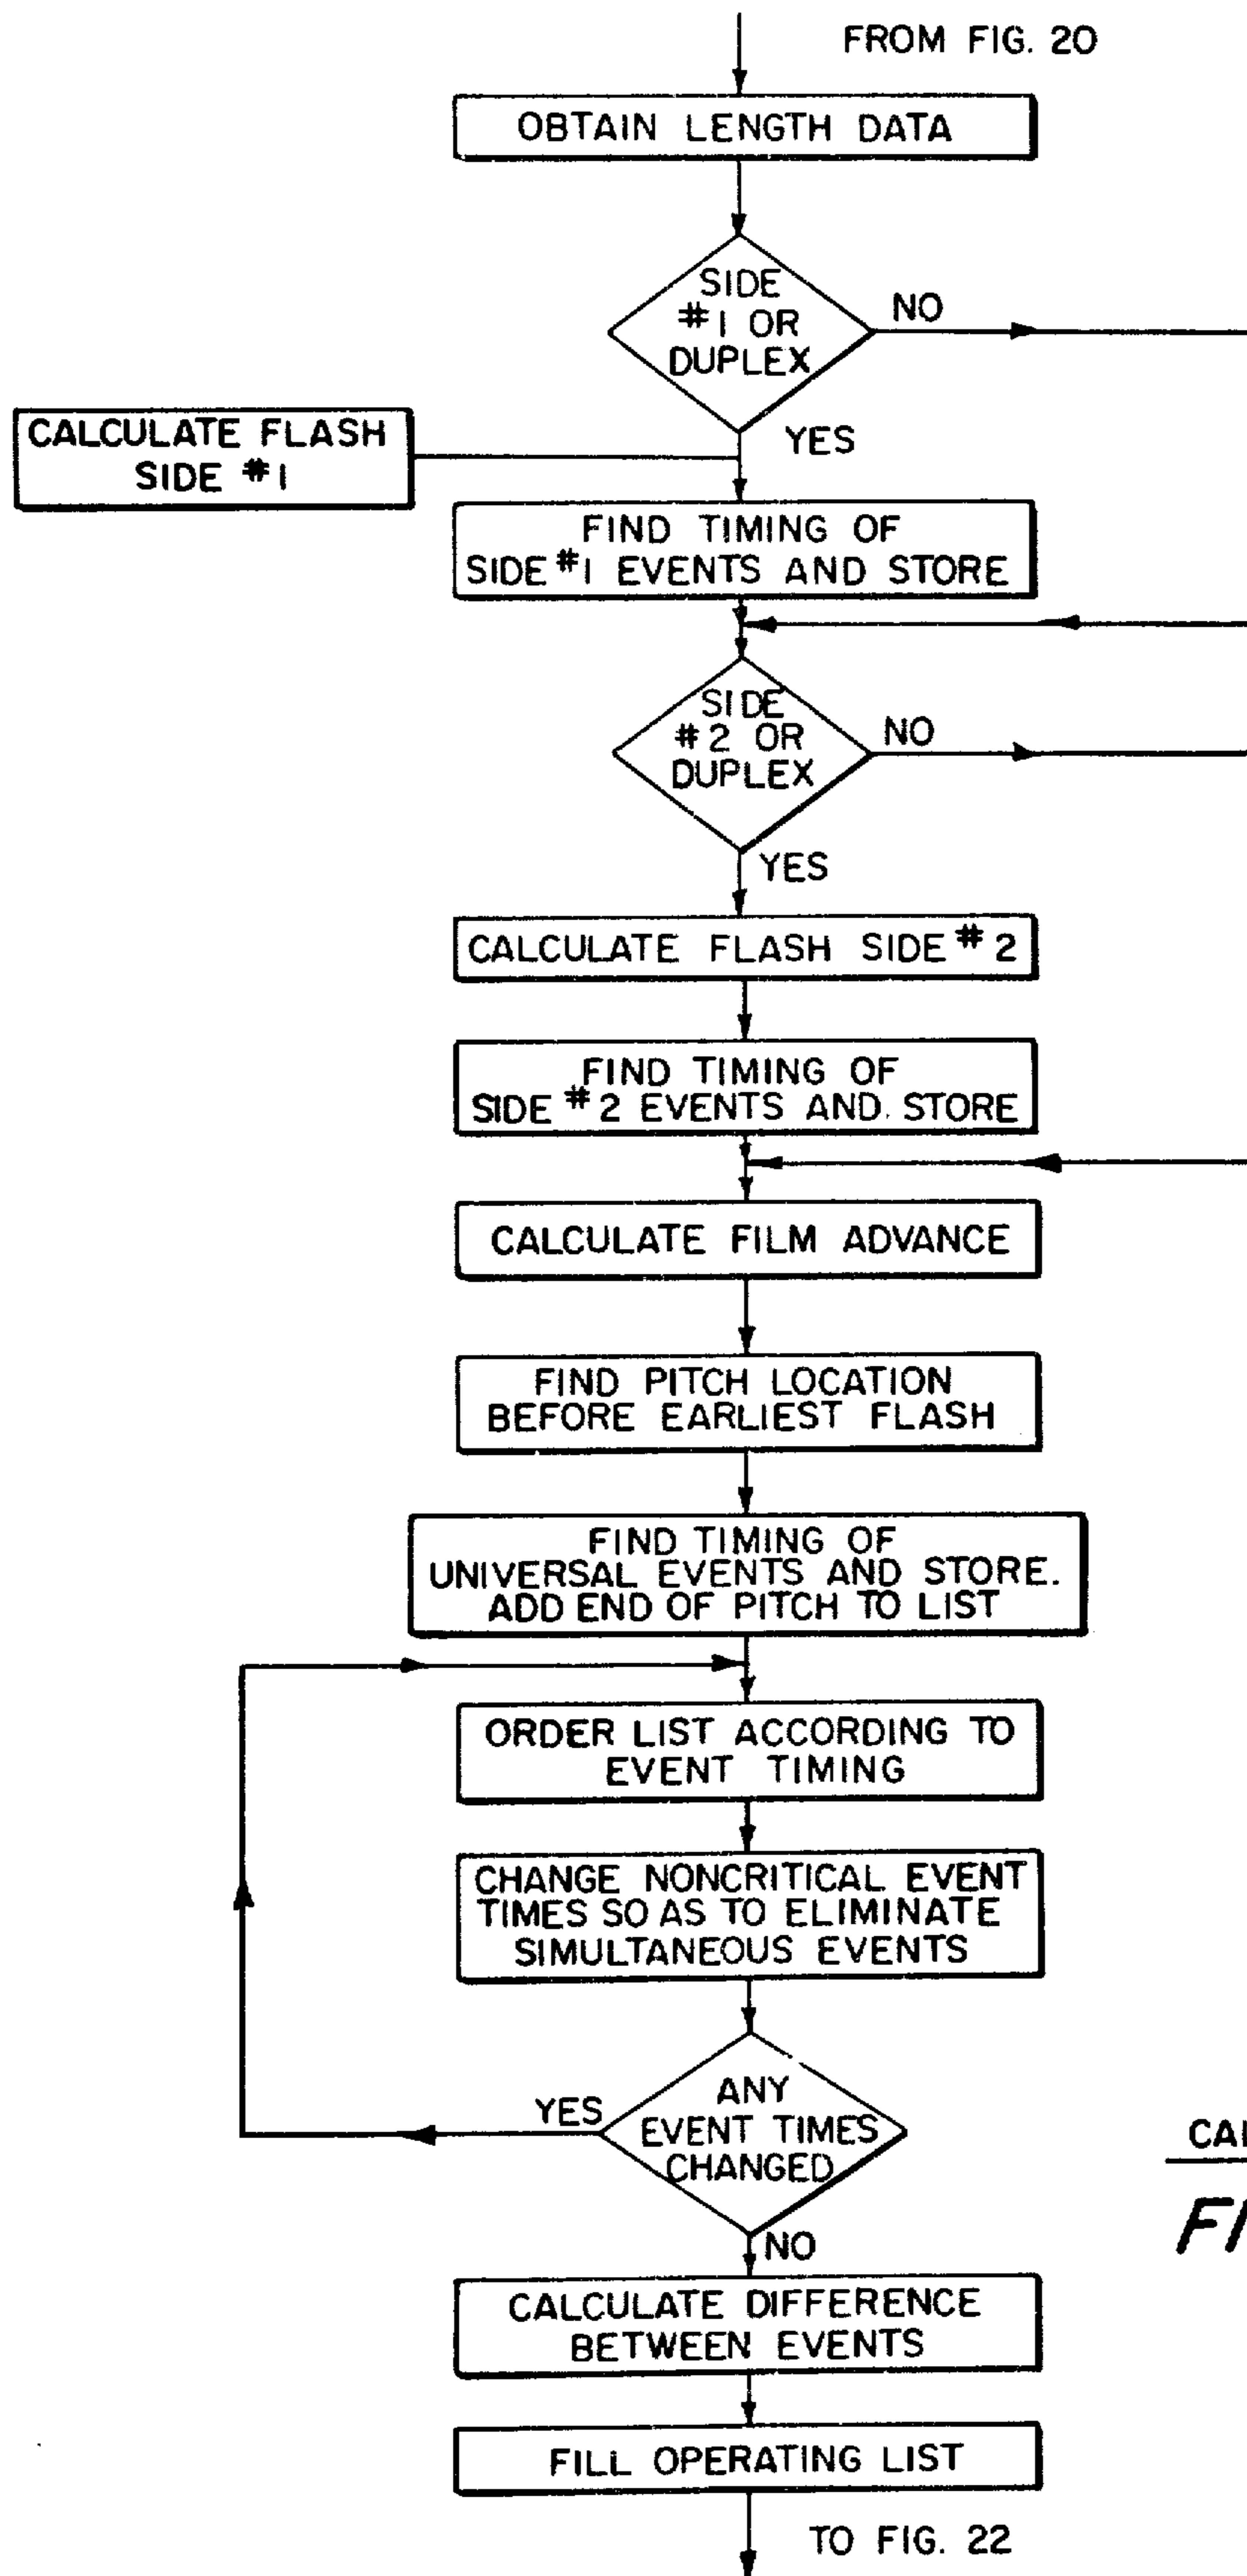 FROM FIG. 20
OBTAIN LENGTH DATA
SIDE
#1 OR
DUPLEX
NO
YES
CALCULATE FLASH
SIDE #1
FIND TIMING OF
SIDE #1 EVENTS AND STORE
SIDE
#2 OR
DUPLEX
NO
YES
CALCULATE FLASH SIDE #2
FIND TIMING OF
SIDE #2 EVENTS AND STORE
CALCULATE FILM ADVANCE
FIND PITCH LOCATION
BEFORE EARLIEST FLASH
FIND TIMING OF
UNIVERSAL EVENTS AND STORE.
ADD END OF PITCH TO LIST
ORDER LIST ACCORDING TO
EVENT TIMING
CHANGE NONCRITICAL EVENT
TIMES SO AS TO ELIMINATE
SIMULTANEOUS EVENTS
ANY
EVENT TIMES
CHANGED
YES
NO
CALCULATE DIFFERENCE
BETWEEN EVENTS
FILL OPERATING LIST
TO FIG. 22